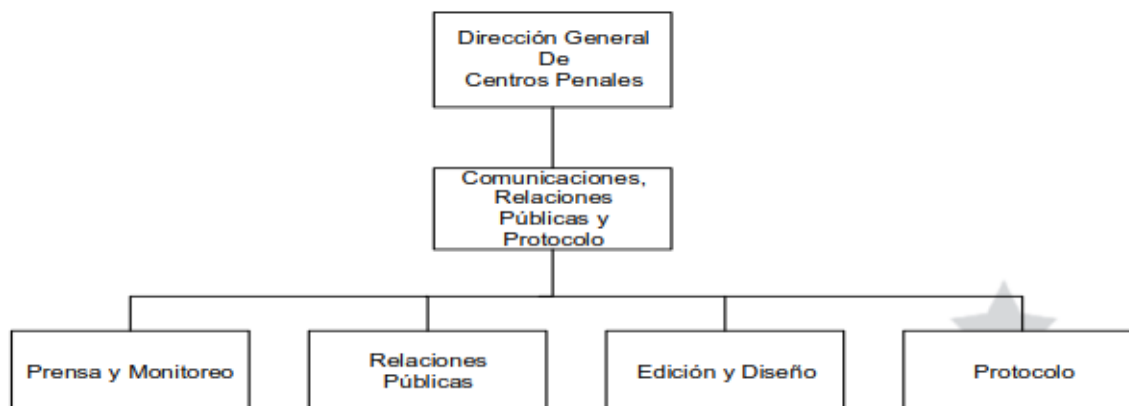 Dirección General
De
Centros Penales
Comunicaciones,
Relaciones
Públicas y
Protocolo
Prensa y Monitoreo
Relaciones
Públicas
Edición y Diseño
Protocolo